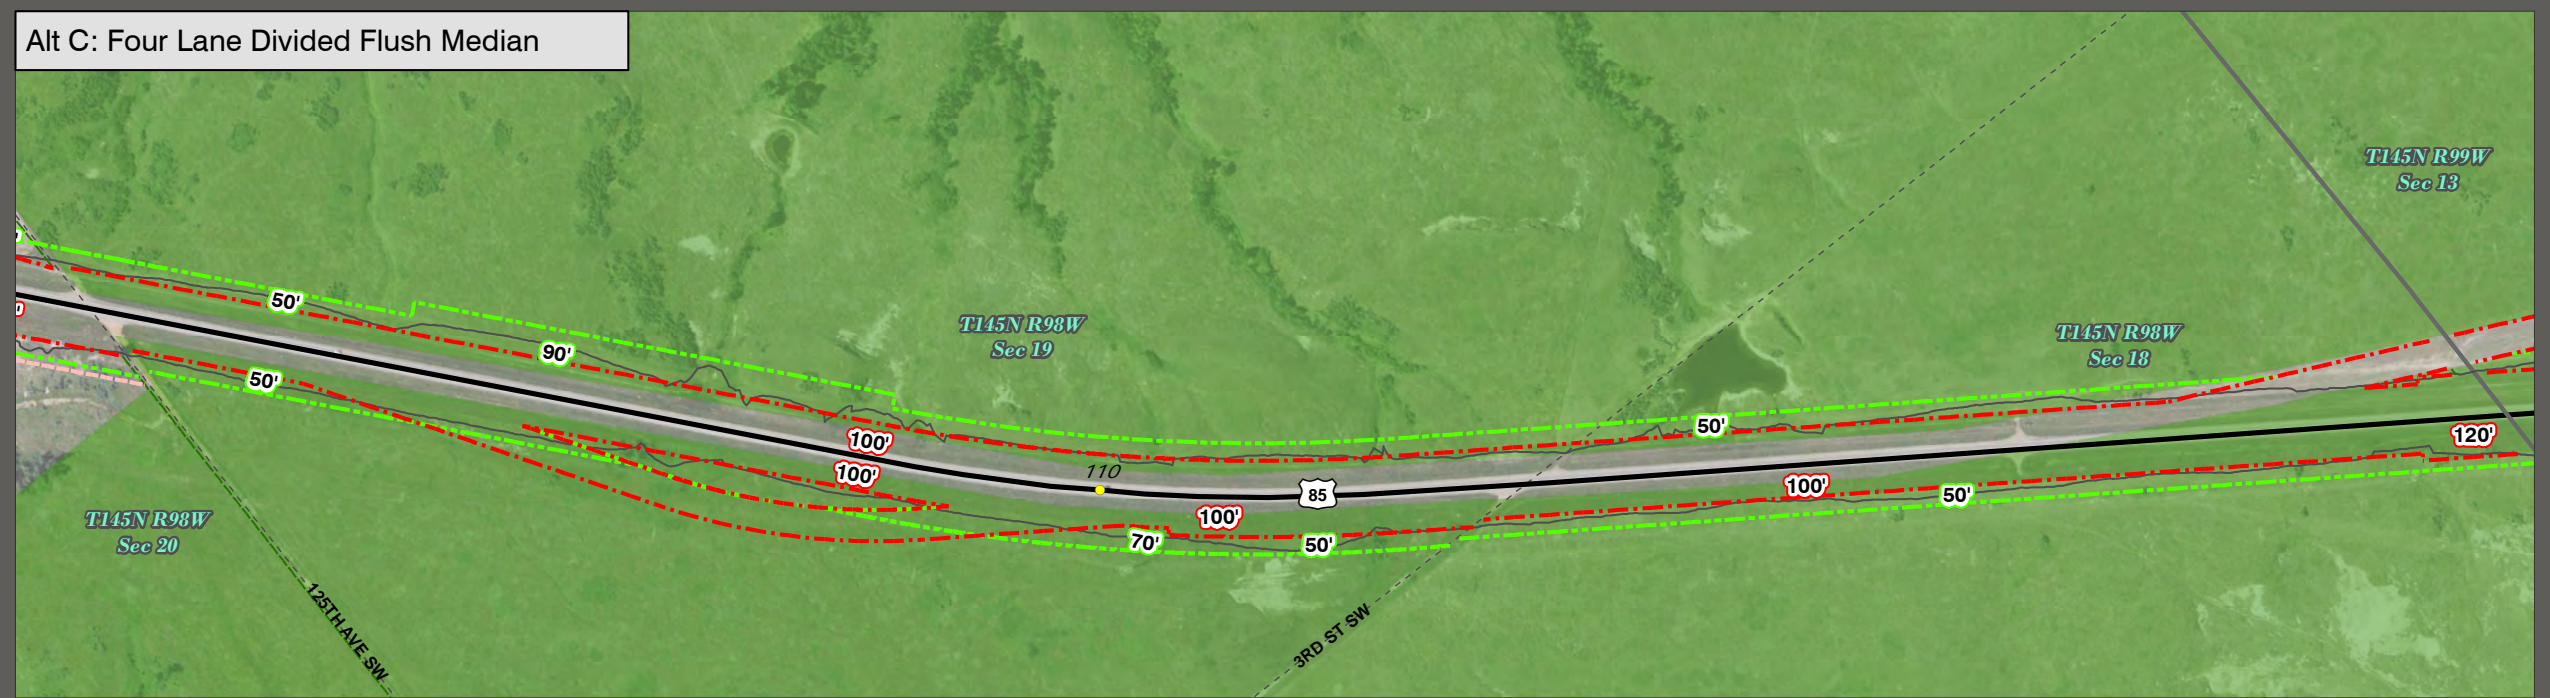 Alt C: Four Lane Divided Flush Median
T145N R99W
Sec 13
50'
T145N R98W
Sec 19
T145N R98W
Sec 18
90'
50'
100'
50'
120'
100'
110
85
100'
50'
100'
T145N R98W
Sec 20
70'
50'
125TH AVE SW
3RD ST SW